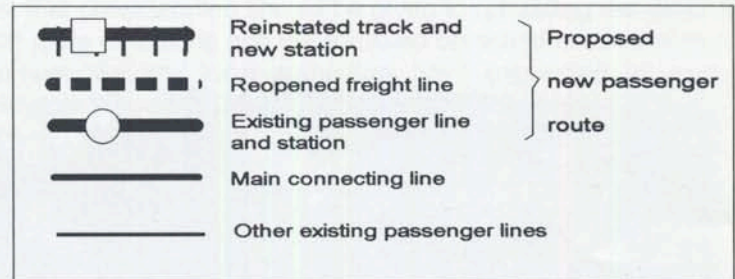 Reinstated track and
new station
Reopened freight line
Existing passenger line
and station
Main connecting line
Other existing passenger lines
Proposed
new passenger
route